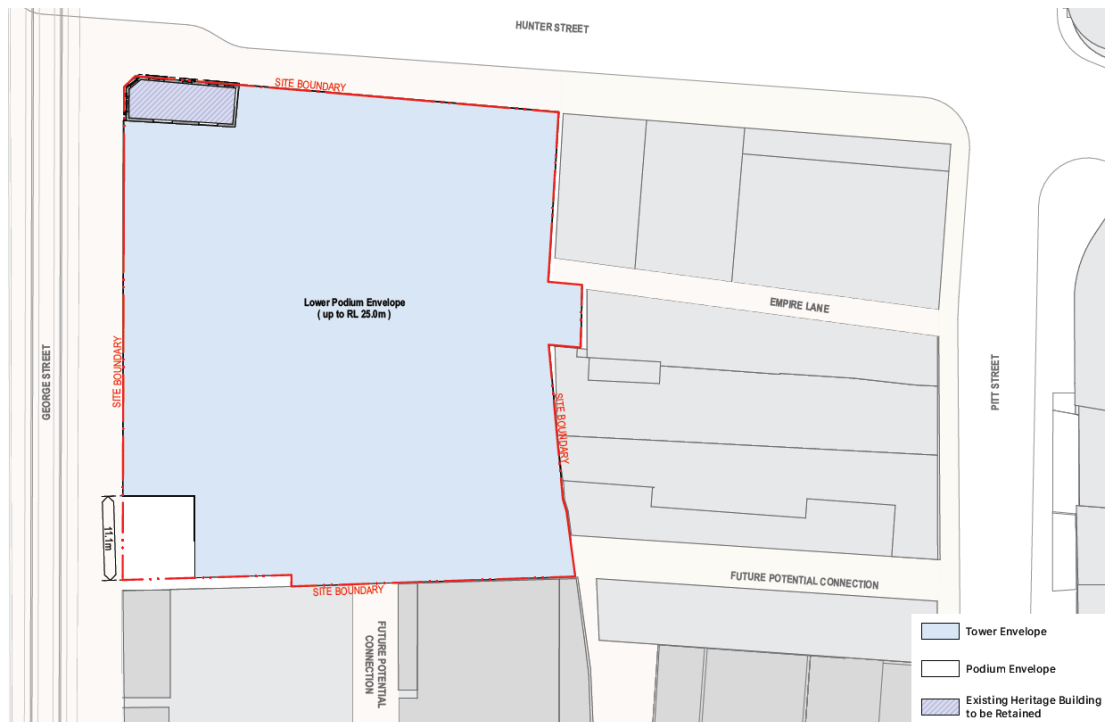 HUNTER STREET
SITE BOUNDARY
Lower Podium Envelope
( up to RL 25.0m )
EMPIRE LANE
GEORGE STREET
SITE BOUNDARY
SITE BOUNDARY
PITT STREET
11.1m
SITE BOUNDARY
FUTURE POTENTIAL CONNECTION
FUTURE POTENTIAL
CONNECTION
Tower Envelope
Podium Envelope
Existing Heritage Building
to be Retained